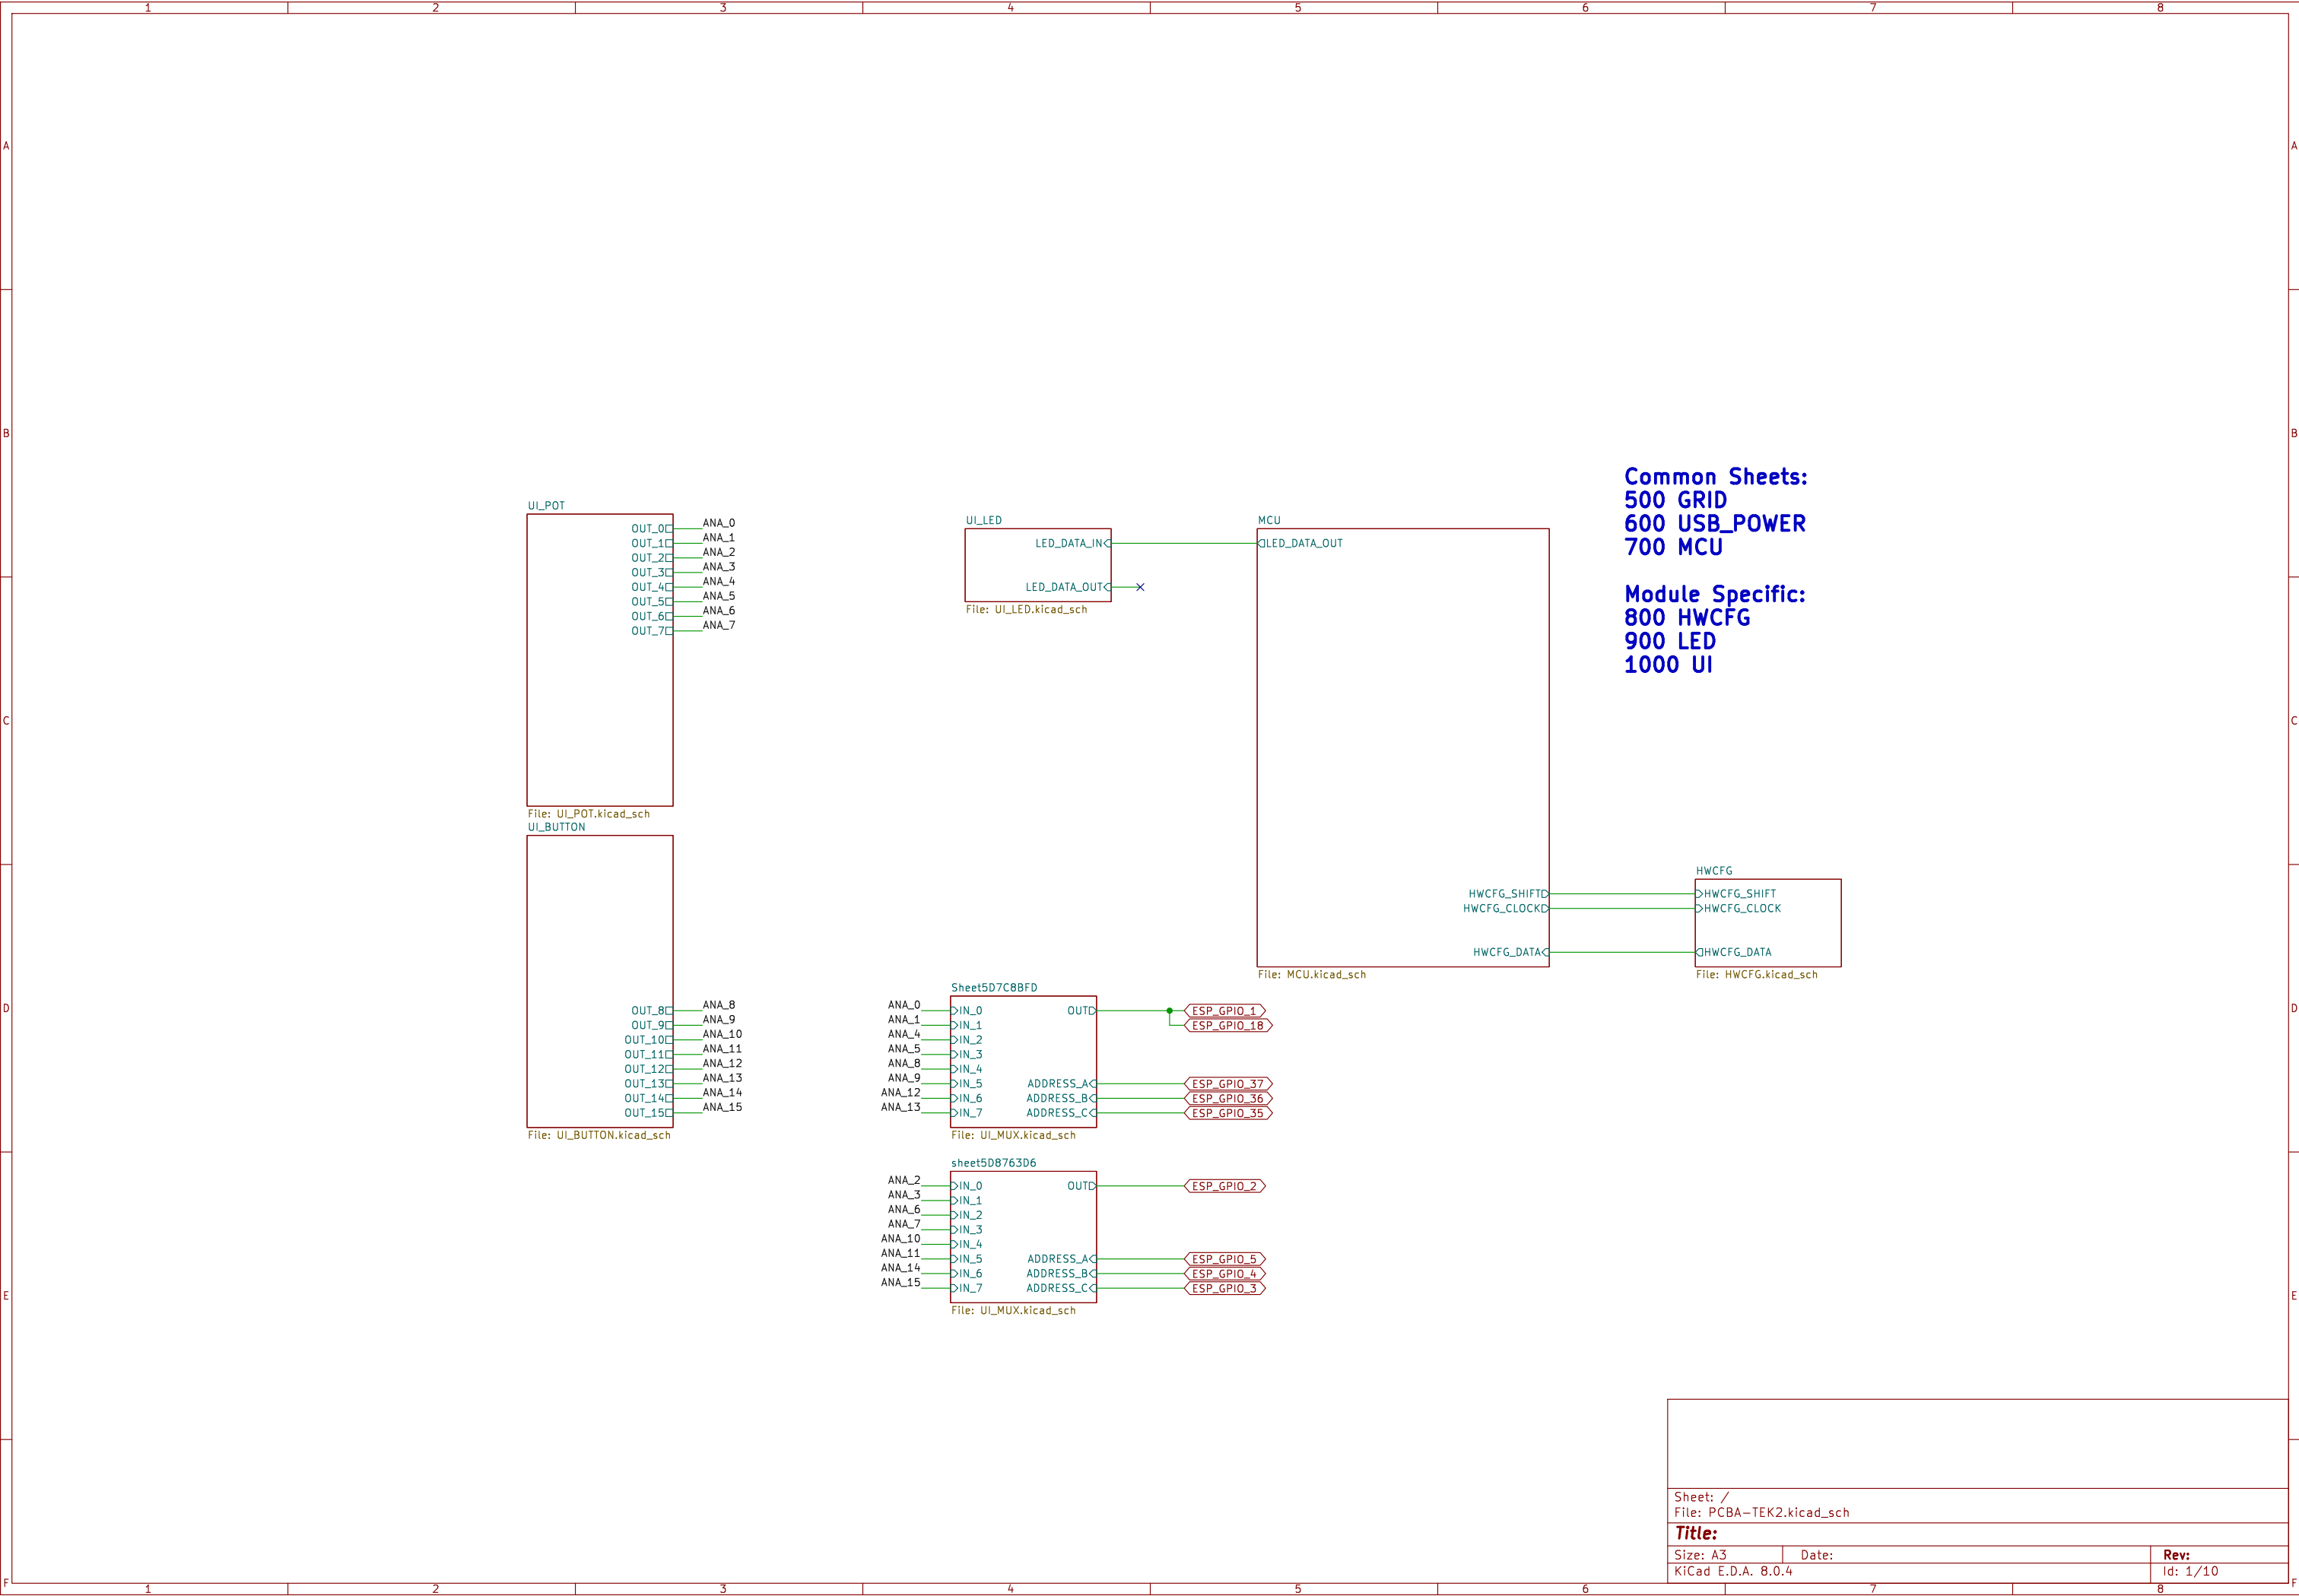 1 2 3 4 5 6 7 8
A A
B B
Common Sheets:
500 GRID
600 USB_POWER
700 MCU
Module Specific:
800 HWCFG
900 LED
1000 UI
UI_POT
OUT_0 ANA_0
OUT_1 ANA_1
OUT_2 ANA_2
OUT_3 ANA_3
OUT_4 ANA_4
OUT_5 ANA_5
OUT_6 ANA_6
OUT_7 ANA_7
File: UI_POT.kicad_sch
UI_LED
LED_DATA_IN
LED_DATA_OUT
File: UI_LED.kicad_sch
MCU
LED_DATA_OUT
HWCFG_SHIFT
HWCFG_CLOCK
HWCFG_DATA
File: MCU.kicad_sch
C C
HWCFG
HWCFG_SHIFT
HWCFG_CLOCK
HWCFG_DATA
File: HWCFG.kicad_sch
UI_BUTTON
OUT_8 ANA_8
OUT_9 ANA_9
OUT_10 ANA_10
OUT_11 ANA_11
OUT_12 ANA_12
OUT_13 ANA_13
OUT_14 ANA_14
OUT_15 ANA_15
File: UI_BUTTON.kicad_sch
D D
Sheet5D7C8BFD
ANA_0 IN_0 OUT ESP_GPIO_1
ANA_1 IN_1 ESP_GPIO_18
ANA_4 IN_2
ANA_5 IN_3
ANA_8 IN_4
ANA_9 IN_5 ADDRESS_A ESP_GPIO_37
ANA_12 IN_6 ADDRESS_B ESP_GPIO_36
ANA_13 IN_7 ADDRESS_C ESP_GPIO_35
File: UI_MUX.kicad_sch
sheet5D8763D6
ANA_2 IN_0 OUT ESP_GPIO_2
ANA_3 IN_1
ANA_6 IN_2
ANA_7 IN_3
ANA_10 IN_4
ANA_11 IN_5 ADDRESS_A ESP_GPIO_5
ANA_14 IN_6 ADDRESS_B ESP_GPIO_4
ANA_15 IN_7 ADDRESS_C ESP_GPIO_3
File: UI_MUX.kicad_sch
E E
Sheet: /
File: PCBA-TEK2.kicad_sch
Title:
Size: A3 Date: Rev:
KiCad E.D.A. 8.0.4 Id: 1/10
F F
1 2 3 4 5 6 7 8